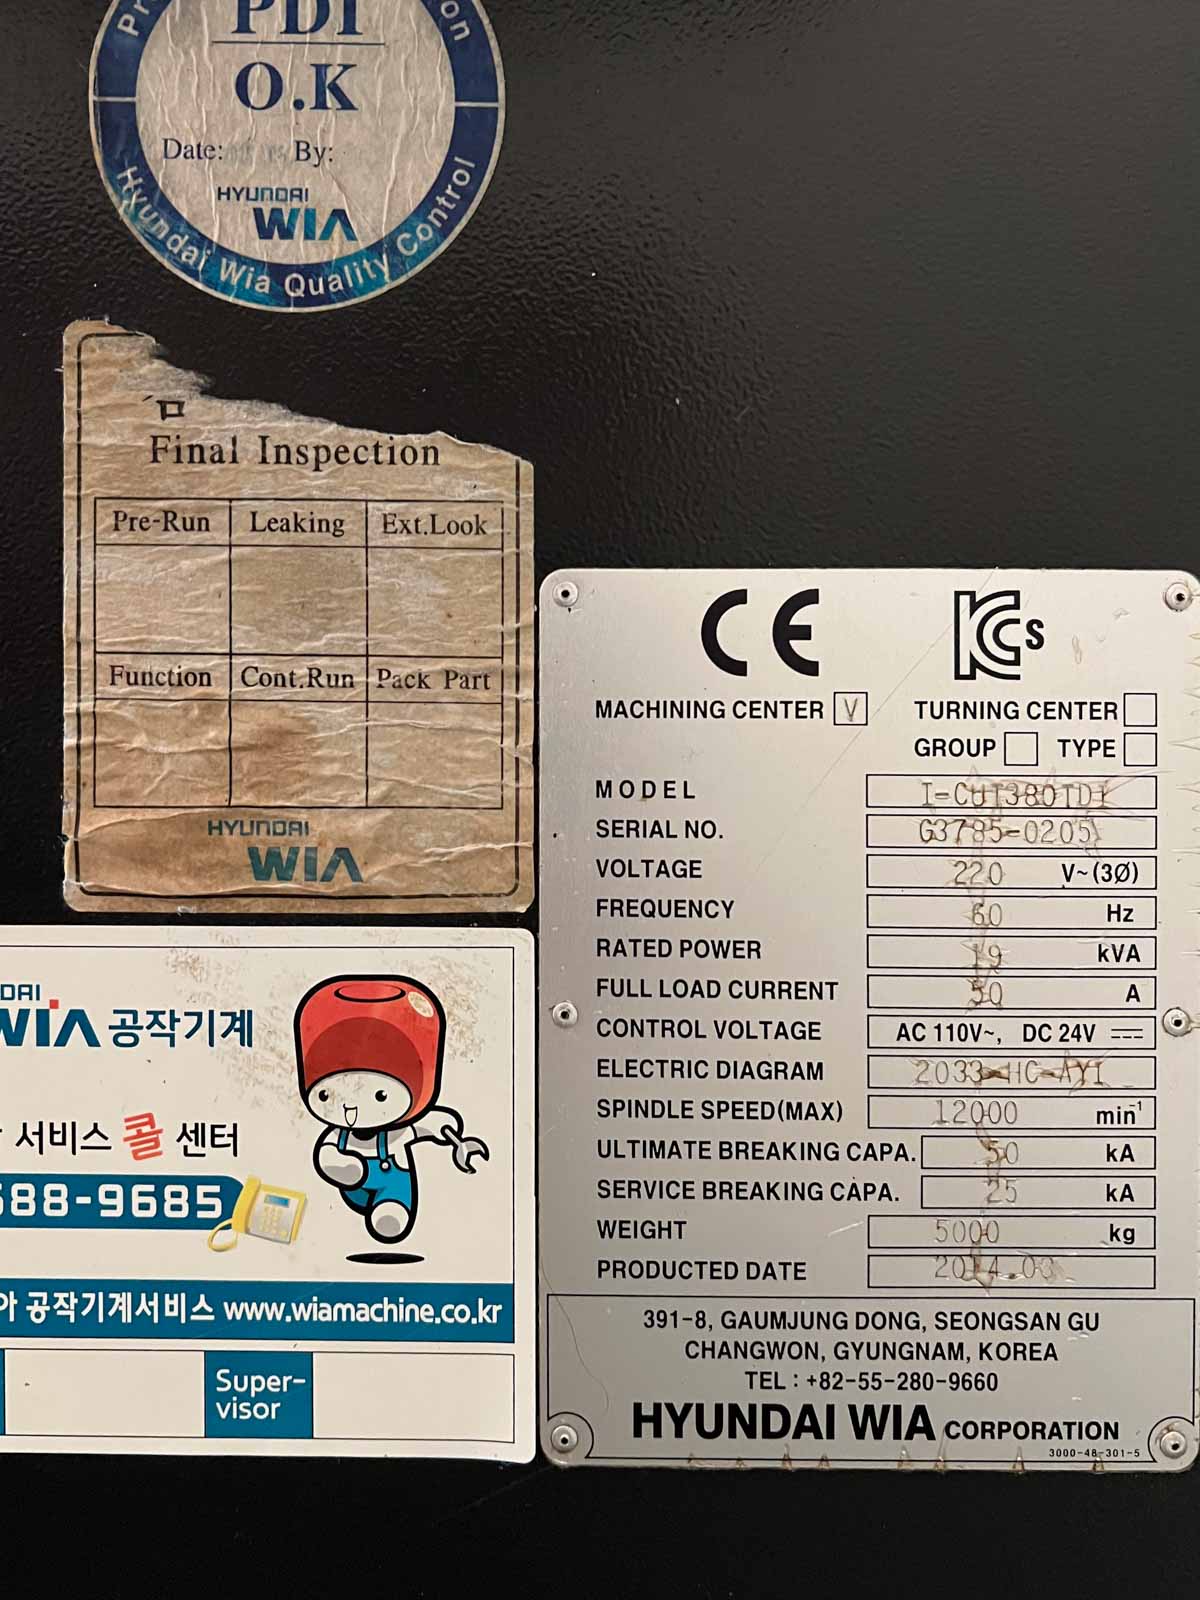 PDI
O.K
Date: By:
HYUNDAI
WIA
Hyundai Wia Quality Control
Final Inspection
Pre-Run Leaking Ext.Look
Function Cont.Run Pack Part
HYUNDAI
WIA
WIA 공작기계
서비스 콜 센터
88-9685
공작기계서비스 www.wiamachine.co.kr
Super-
visor
CE KCs
MACHINING CENTER V TURNING CENTER
GROUP TYPE
MODEL I-CUT380TDI
SERIAL NO. G3785-0205
VOLTAGE 220 V~(3Ø)
FREQUENCY 60 Hz
RATED POWER 19 kVA
FULL LOAD CURRENT 50 A
CONTROL VOLTAGE AC 110V~, DC 24V
ELECTRIC DIAGRAM 2033-HC-AYI
SPINDLE SPEED(MAX) 12000 min⁻¹
ULTIMATE BREAKING CAPA. 50 kA
SERVICE BREAKING CAPA. 25 kA
WEIGHT 5000 kg
PRODUCTED DATE 2014.03
391-8, GAUMJUNG DONG, SEONGSAN GU
CHANGWON, GYUNGNAM, KOREA
TEL : +82-55-280-9660
HYUNDAI WIA CORPORATION
3000-48-301-5